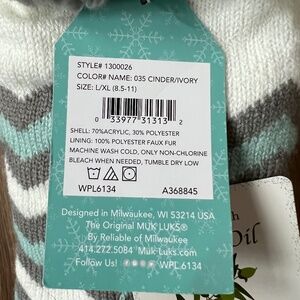 STYLE# 1300026
COLOR# NAME: 035 CINDER/IVORY
SIZE: L/XL (8.5-11)
0 33977 31313 2
SHELL: 70%ACRYLIC, 30% POLYESTER
LINING: 100% POLYESTER FAUX FUR
MACHINE WASH COLD, ONLY NON-CHLORINE
BLEACH WHEN NEEDED, TUMBLE DRY LOW
WPL6134 A368845
Designed in Milwaukee, WI 53214 USA
The Original MUK LUKS®
By Reliable of Milwaukee
414.272.5084 Muk-Luks.com
Follow Us! WPL 6134
Oil